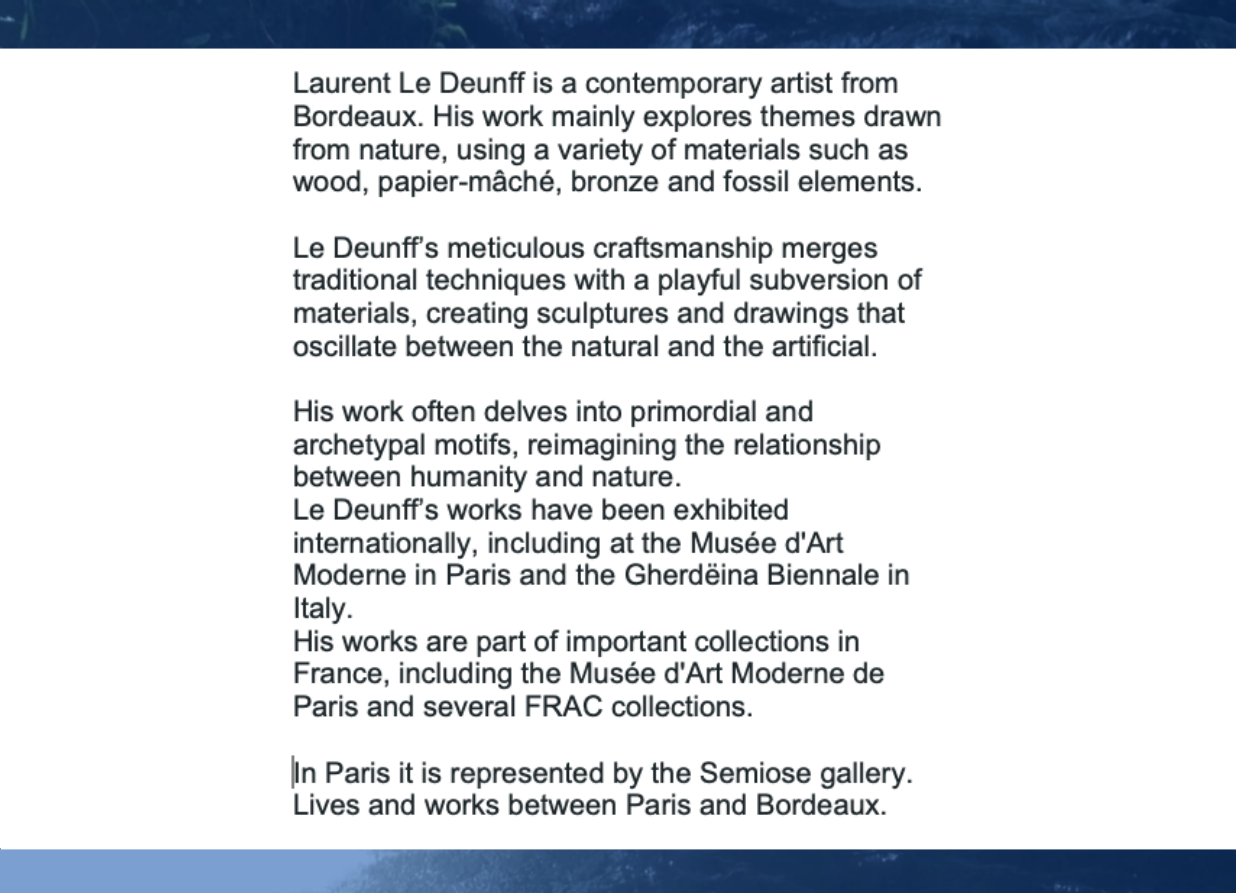 Laurent Le Deunff is a contemporary artist from
Bordeaux. His work mainly explores themes drawn
from nature, using a variety of materials such as
wood, papier-mâché, bronze and fossil elements.
Le Deunff's meticulous craftsmanship merges
traditional techniques with a playful subversion of
materials, creating sculptures and drawings that
oscillate between the natural and the artificial.
His work often delves into primordial and
archetypal motifs, reimagining the relationship
between humanity and nature.
Le Deunff's works have been exhibited
internationally, including at the Musée d'Art
Moderne in Paris and the Gherdëina Biennale in
Italy.
His works are part of important collections in
France, including the Musée d'Art Moderne de
Paris and several FRAC collections.
In Paris it is represented by the Semiose gallery.
Lives and works between Paris and Bordeaux.